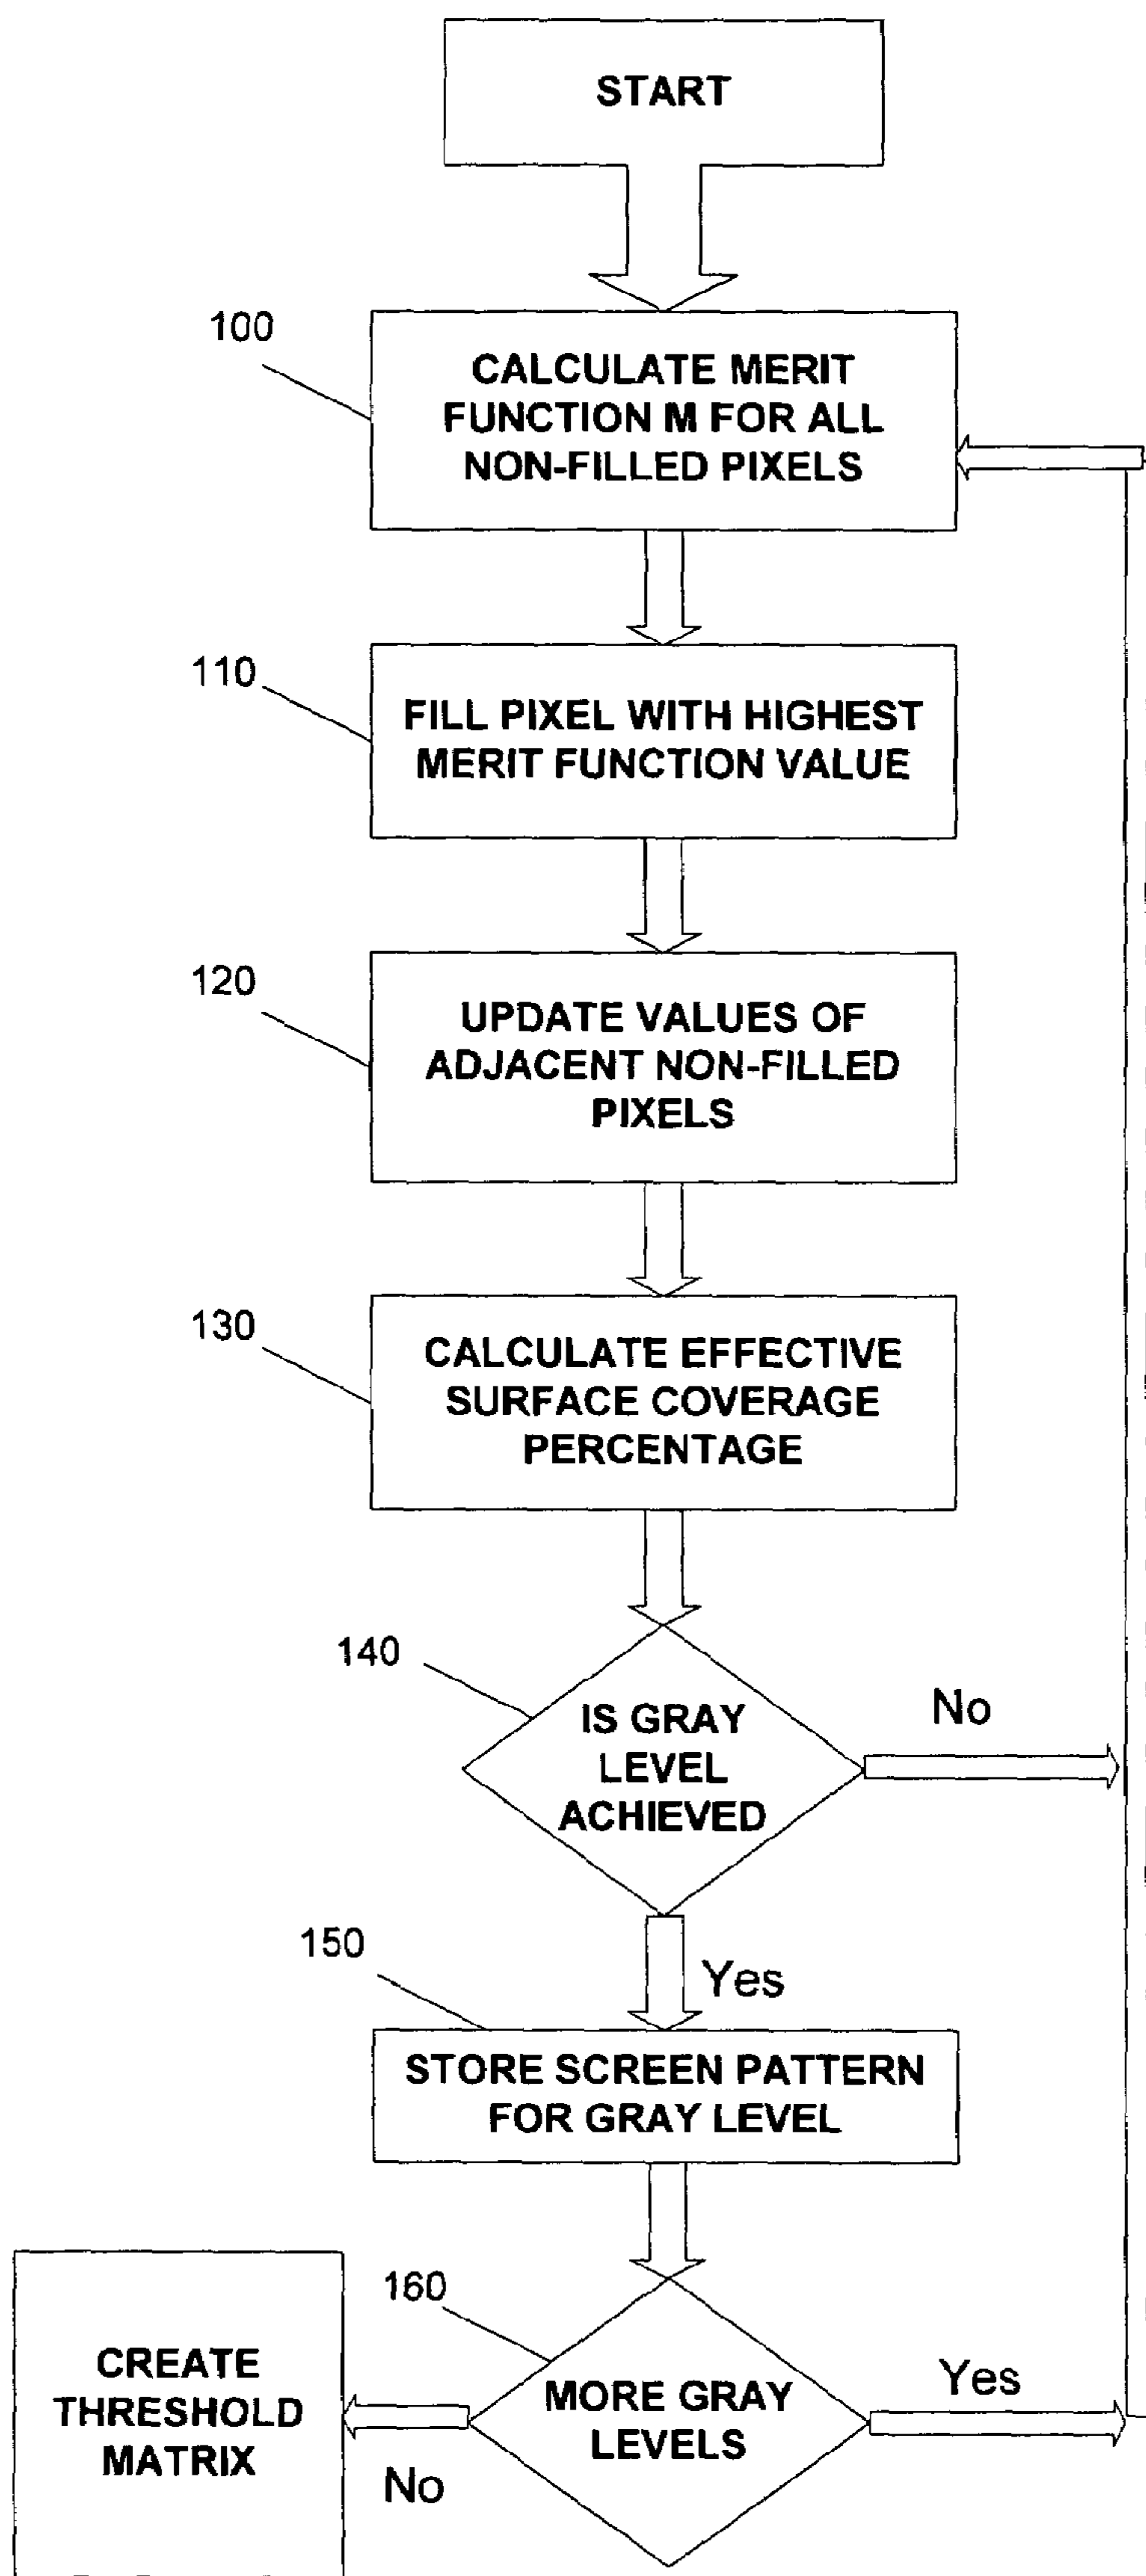 START
100
CALCULATE MERIT
FUNCTION M FOR ALL
NON-FILLED PIXELS
110
FILL PIXEL WITH HIGHEST
MERIT FUNCTION VALUE
120
UPDATE VALUES OF
ADJACENT NON-FILLED
PIXELS
130
CALCULATE EFFECTIVE
SURFACE COVERAGE
PERCENTAGE
140
IS GRAY
LEVEL
ACHIEVED
No
150
Yes
STORE SCREEN PATTERN
FOR GRAY LEVEL
160
MORE GRAY
LEVELS
Yes
No
CREATE
THRESHOLD
MATRIX